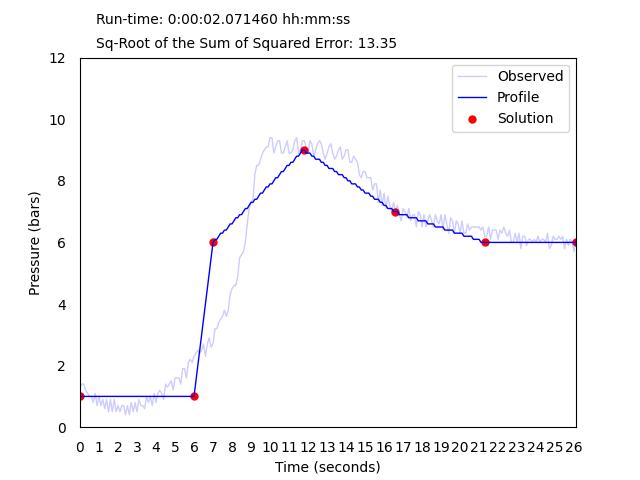 Run-time: 0:00:02.071460 hh:mm:ss
Sq-Root of the Sum of Squared Error: 13.35
Observed
Profile
Solution
Pressure (bars)
12
10
8
6
4
2
0
0 1 2 3 4 5 6 7 8 9 10 11 12 13 14 15 16 17 18 19 20 21 22 23 24 25 26
Time (seconds)